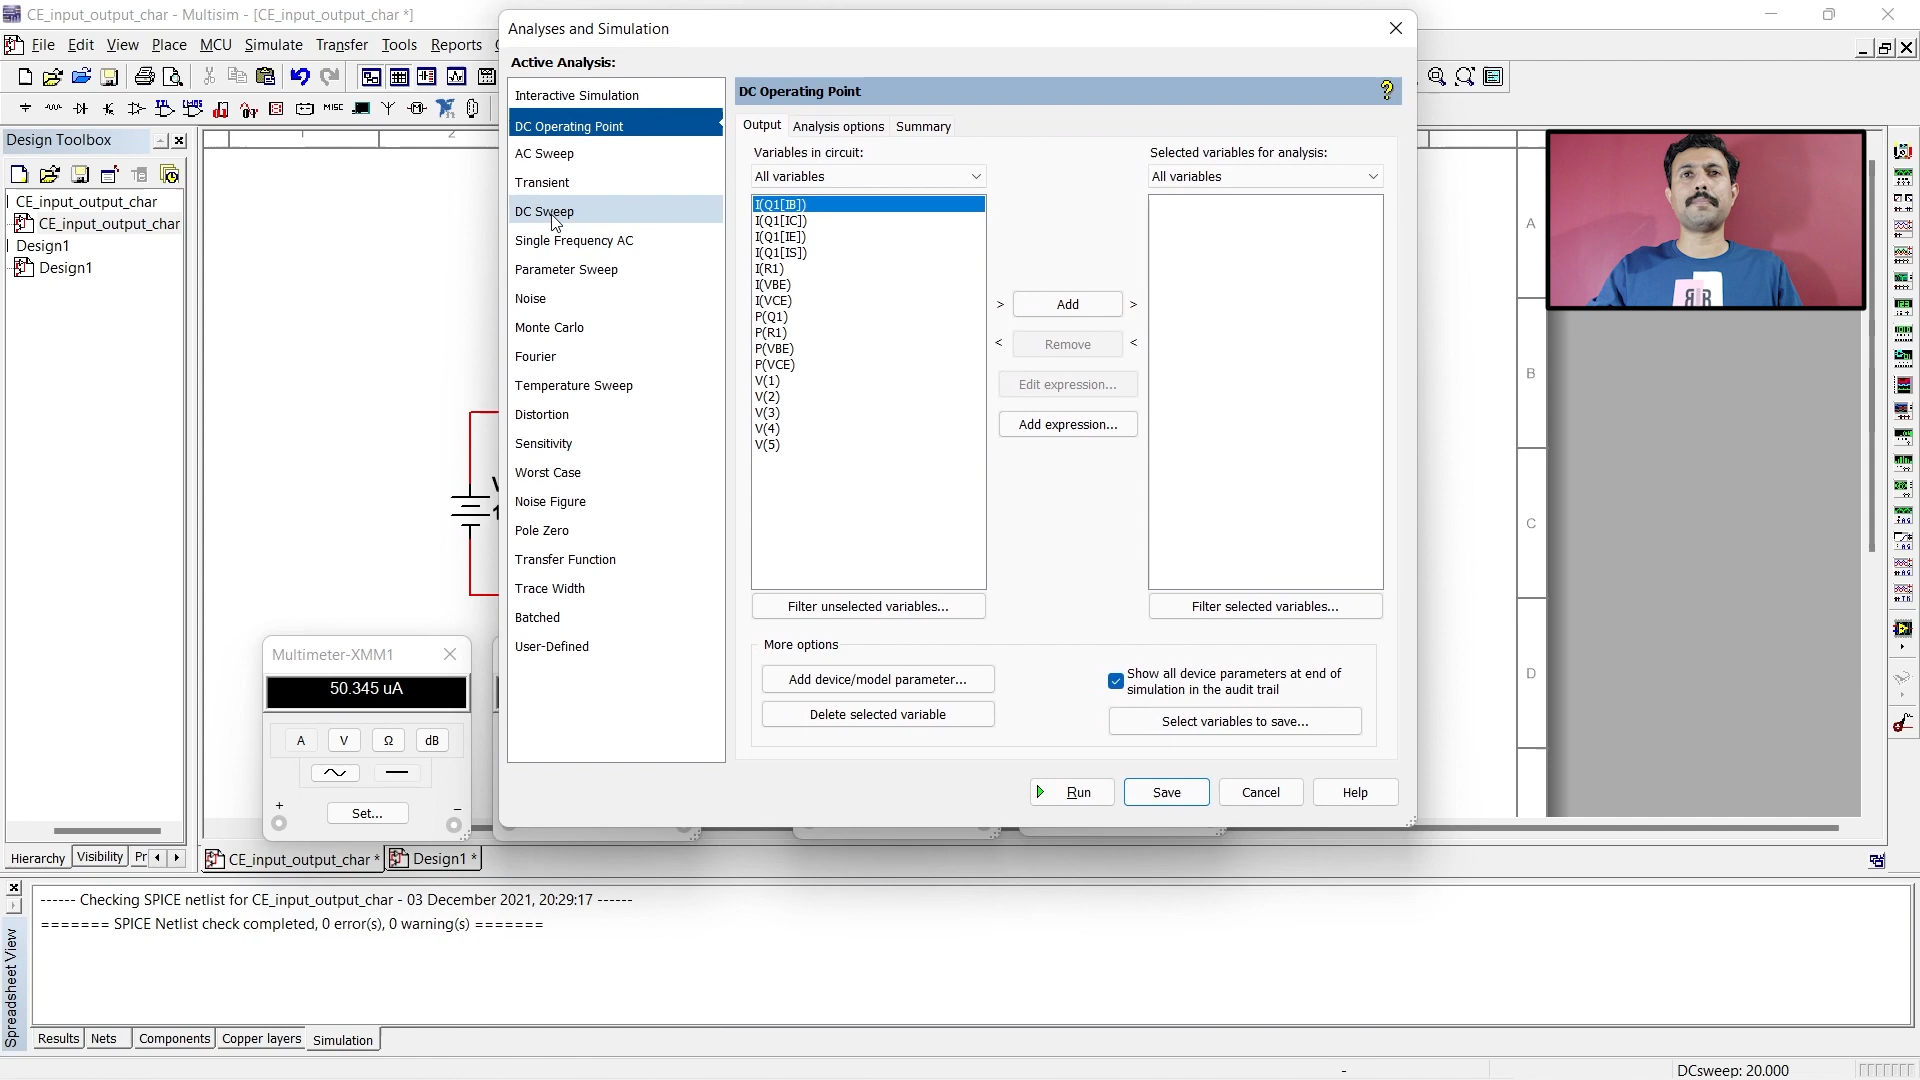 CE_input_output_char - Multisim - [CE_input_output_char *]
File Edit View Place MCU Simulate Transfer Tools Reports
MISC
Design Toolbox
CE_input_output_char
CE_input_output_char
Design1
Design1
Hierarchy Visibility Pr
2
Analyses and Simulation
Active Analysis:
Interactive Simulation
DC Operating Point
AC Sweep
Transient
DC Sweep
Single Frequency AC
Parameter Sweep
Noise
Monte Carlo
Fourier
Temperature Sweep
Distortion
Sensitivity
Worst Case
Noise Figure
Pole Zero
Transfer Function
Trace Width
Batched
User-Defined
DC Operating Point
?
Output Analysis options Summary
Variables in circuit:
All variables
I(Q1[IB])
I(Q1[IC])
I(Q1[IE])
I(Q1[IS])
I(R1)
I(VBE)
I(VCE)
P(Q1)
P(R1)
P(VBE)
P(VCE)
V(1)
V(2)
V(3)
V(4)
V(5)
Filter unselected variables...
> Add >
< Remove <
Edit expression...
Add expression...
Selected variables for analysis:
All variables
Filter selected variables...
More options
Add device/model parameter...
Delete selected variable
Show all device parameters at end of
simulation in the audit trail
Select variables to save...
Run Save Cancel Help
A
B
C
D
Multimeter-XMM1
50.345 uA
A V Ω dB
+ Set... −
CE_input_output_char * Design1 *
Spreadsheet View
------ Checking SPICE netlist for CE_input_output_char - 03 December 2021, 20:29:17 ------
======= SPICE Netlist check completed, 0 error(s), 0 warning(s) =======
Results Nets Components Copper layers Simulation
- DCsweep: 20.000